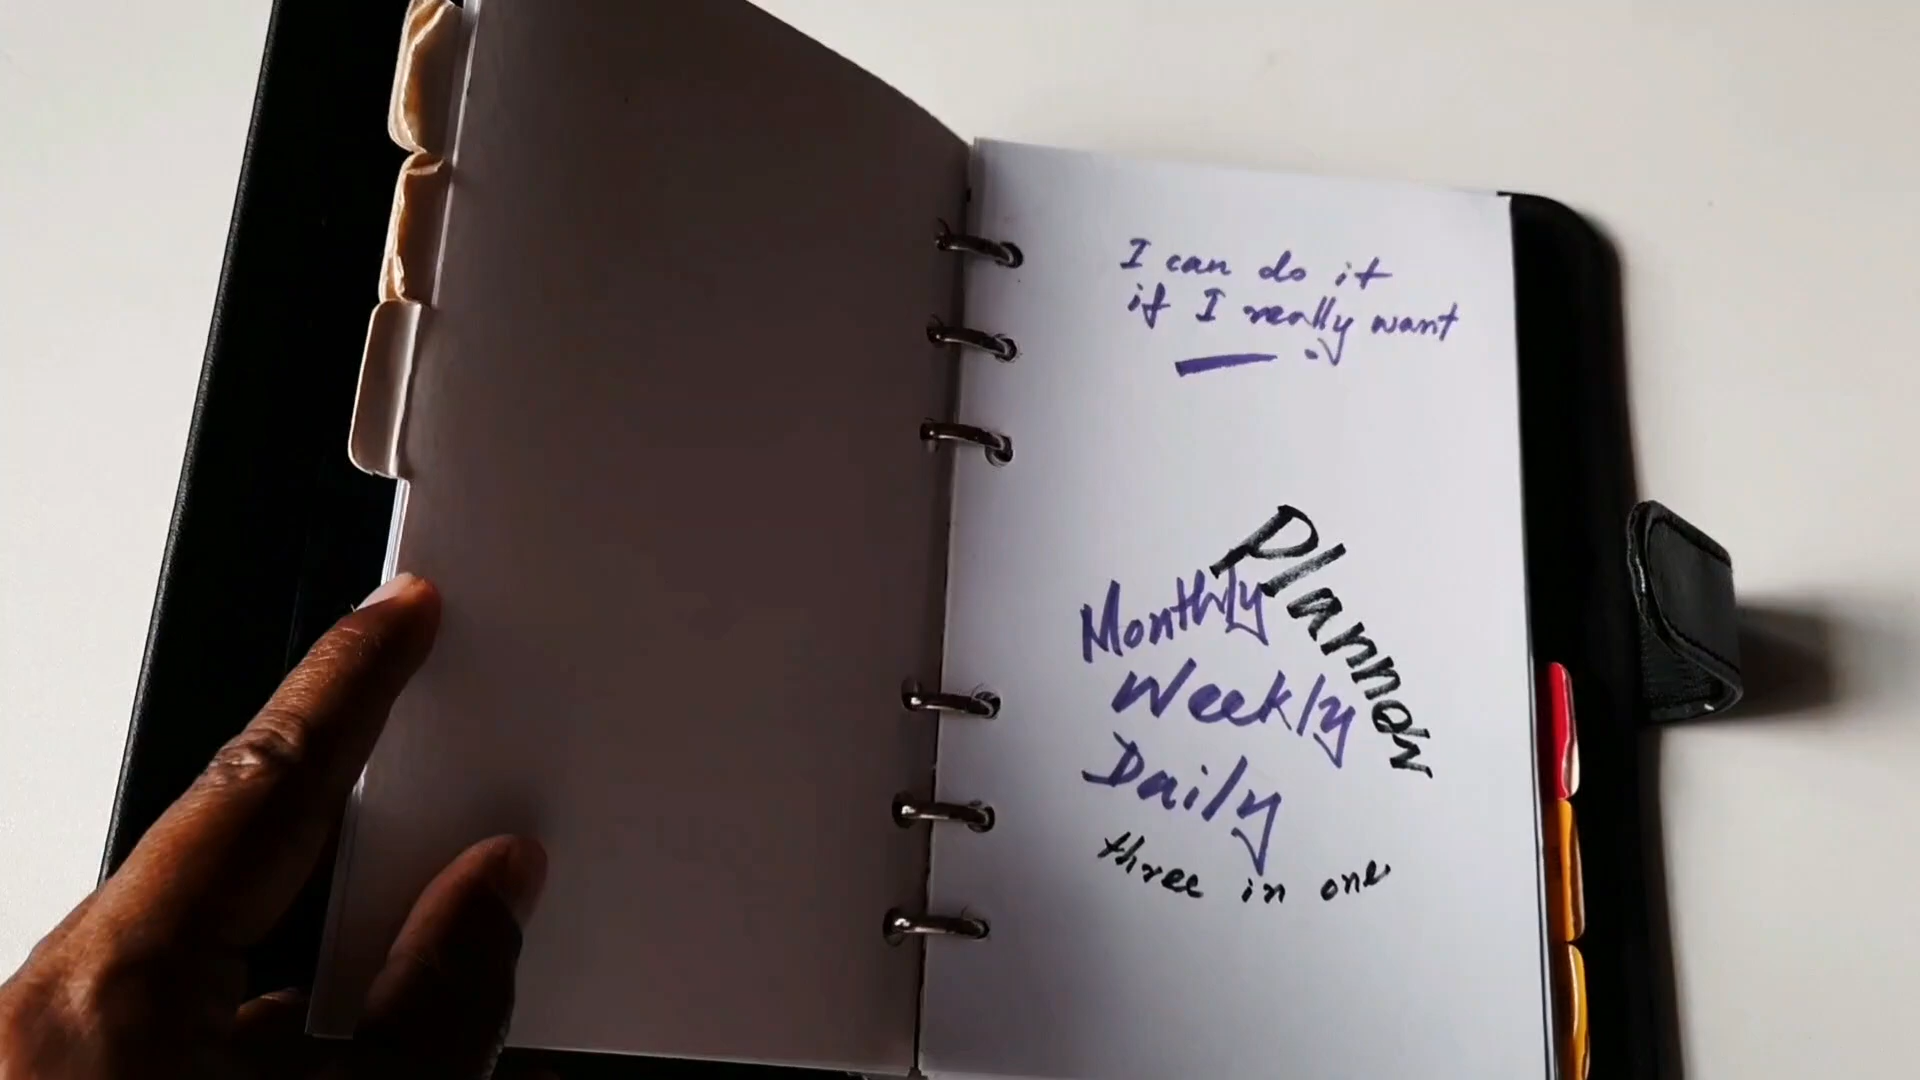 I can do it
if I really want
Planner
Monthly
Weekly
Daily
three in one